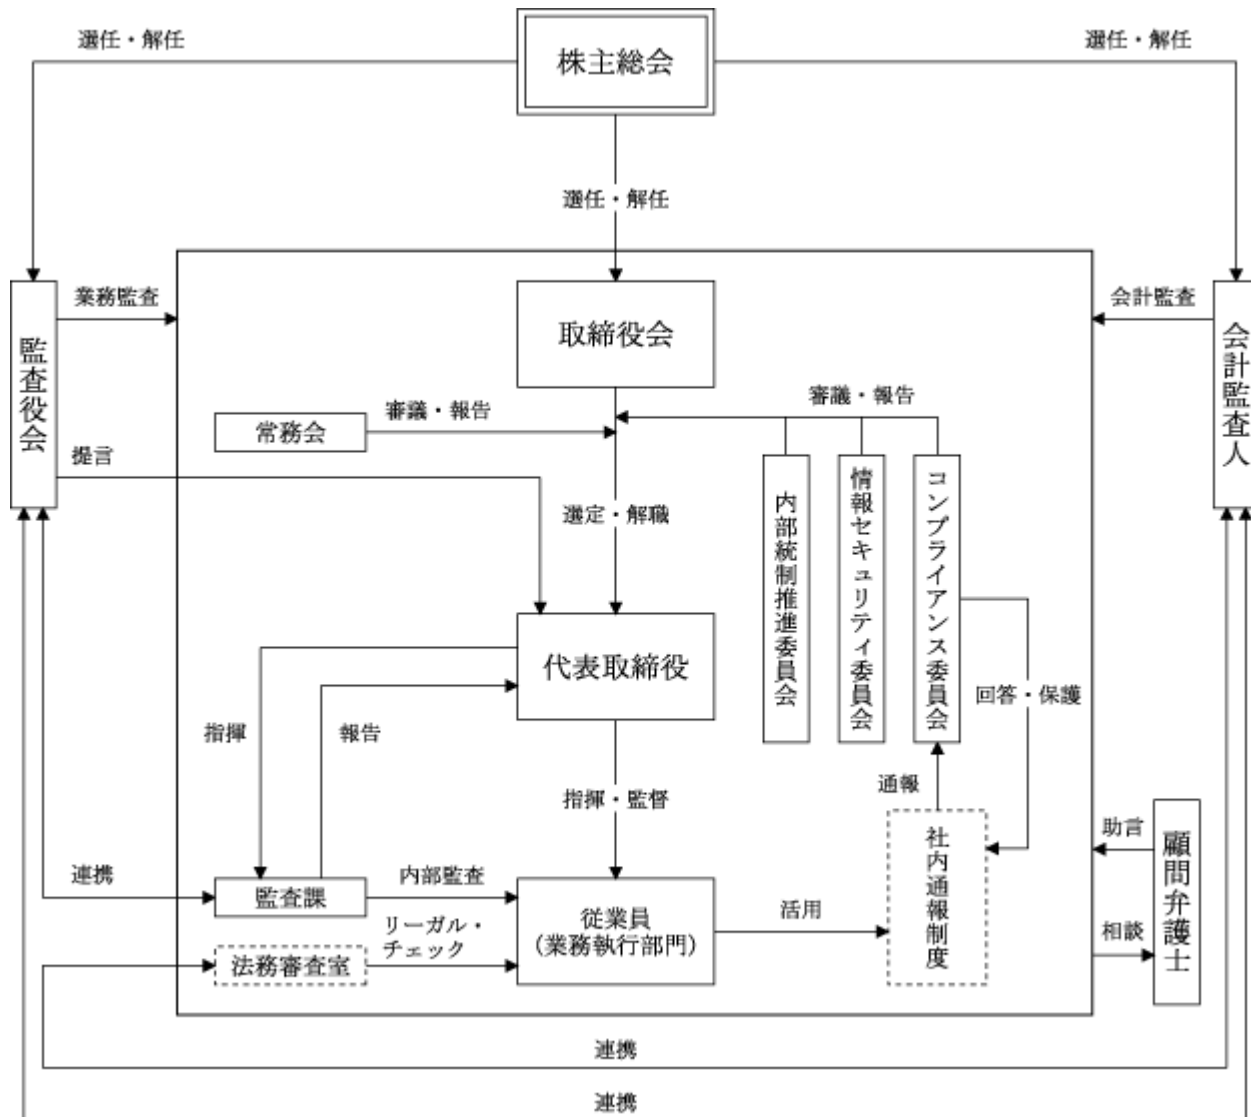 選任・解任
株主総会
選任・解任
選任・解任
監査役会
業務監査
取締役会
会計監査
会計監査人
常務会
審議・報告
審議・報告
提言
選定・解職
内部統制推進委員会
情報セキュリティ委員会
コンプライアンス委員会
代表取締役
回答・保護
指揮
報告
指揮・監督
通報
社内通報制度
助言
顧問弁護士
相談
連携
監査課
内部監査
従業員
(業務執行部門)
活用
リーガル・
チェック
法務審査室
連携
連携